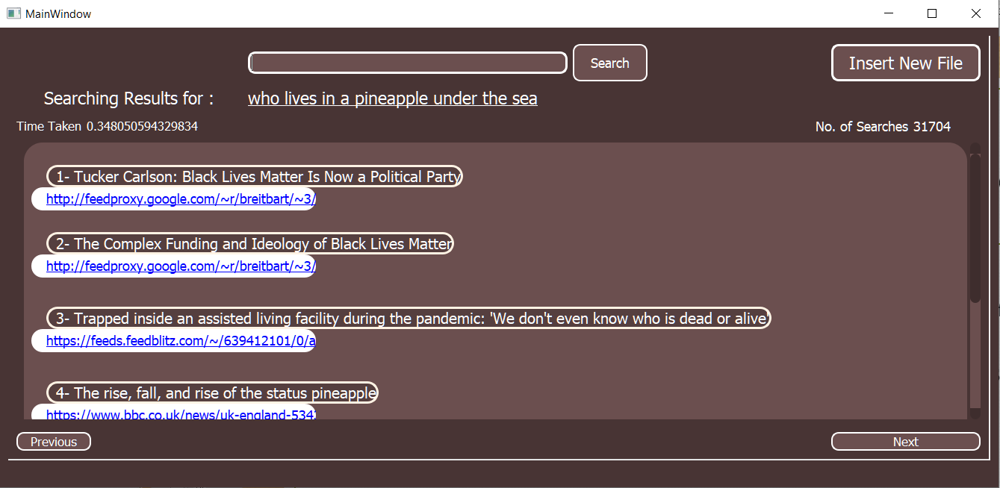 MainWindow
Search
Insert New File
Searching Results for : who lives in a pineapple under the sea
Time Taken 0.348050594329834
No. of Searches 31704
1- Tucker Carlson: Black Lives Matter Is Now a Political Party
http://feedproxy.google.com/~r/breitbart/~3/
2- The Complex Funding and Ideology of Black Lives Matter
http://feedproxy.google.com/~r/breitbart/~3/
3- Trapped inside an assisted living facility during the pandemic: 'We don't even know who is dead or alive'
https://feeds.feedblitz.com/~/639412101/0/a
4- The rise, fall, and rise of the status pineapple
https://www.bbc.co.uk/news/uk-england-534
Previous
Next